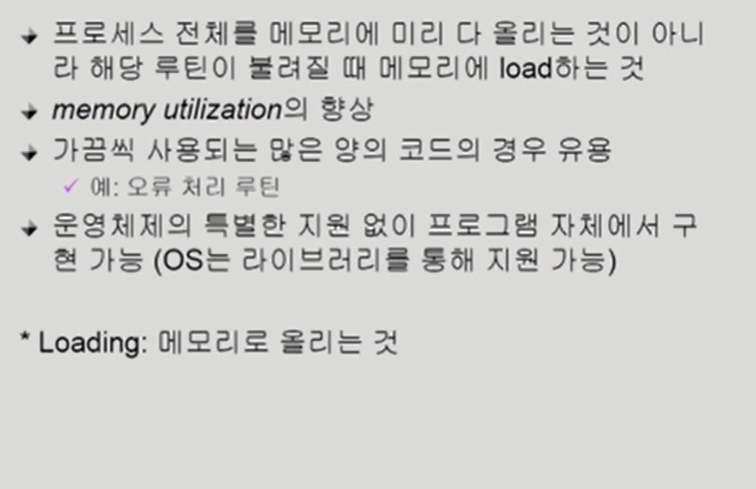 프로세스 전체를 메모리에 미리 다 올리는 것이 아니
라 해당 루틴이 불려질 때 메모리에 load하는 것
memory utilization의 향상
가끔씩 사용되는 많은 양의 코드의 경우 유용
✓ 예: 오류 처리 루틴
운영체제의 특별한 지원 없이 프로그램 자체에서 구
현 가능 (OS는 라이브러리를 통해 지원 가능)
* Loading: 메모리로 올리는 것